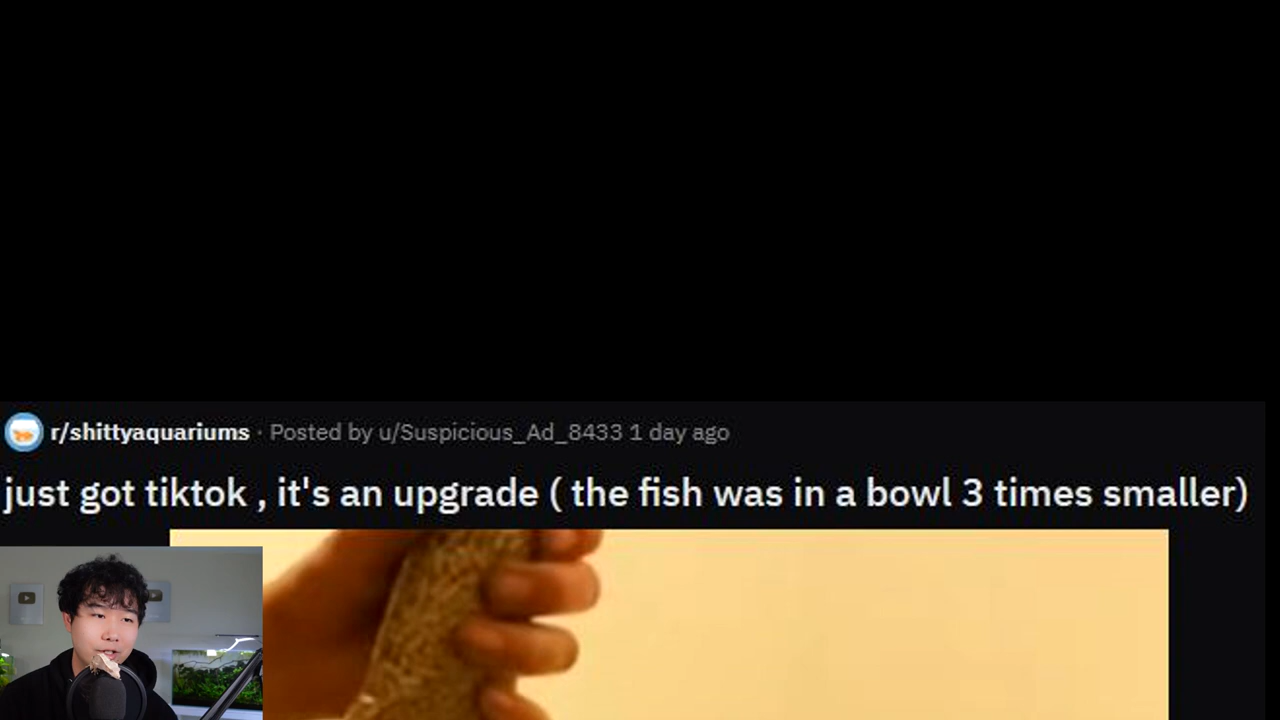 r/shittyaquariums · Posted by u/Suspicious_Ad_8433 1 day ago
just got tiktok , it's an upgrade ( the fish was in a bowl 3 times smaller)